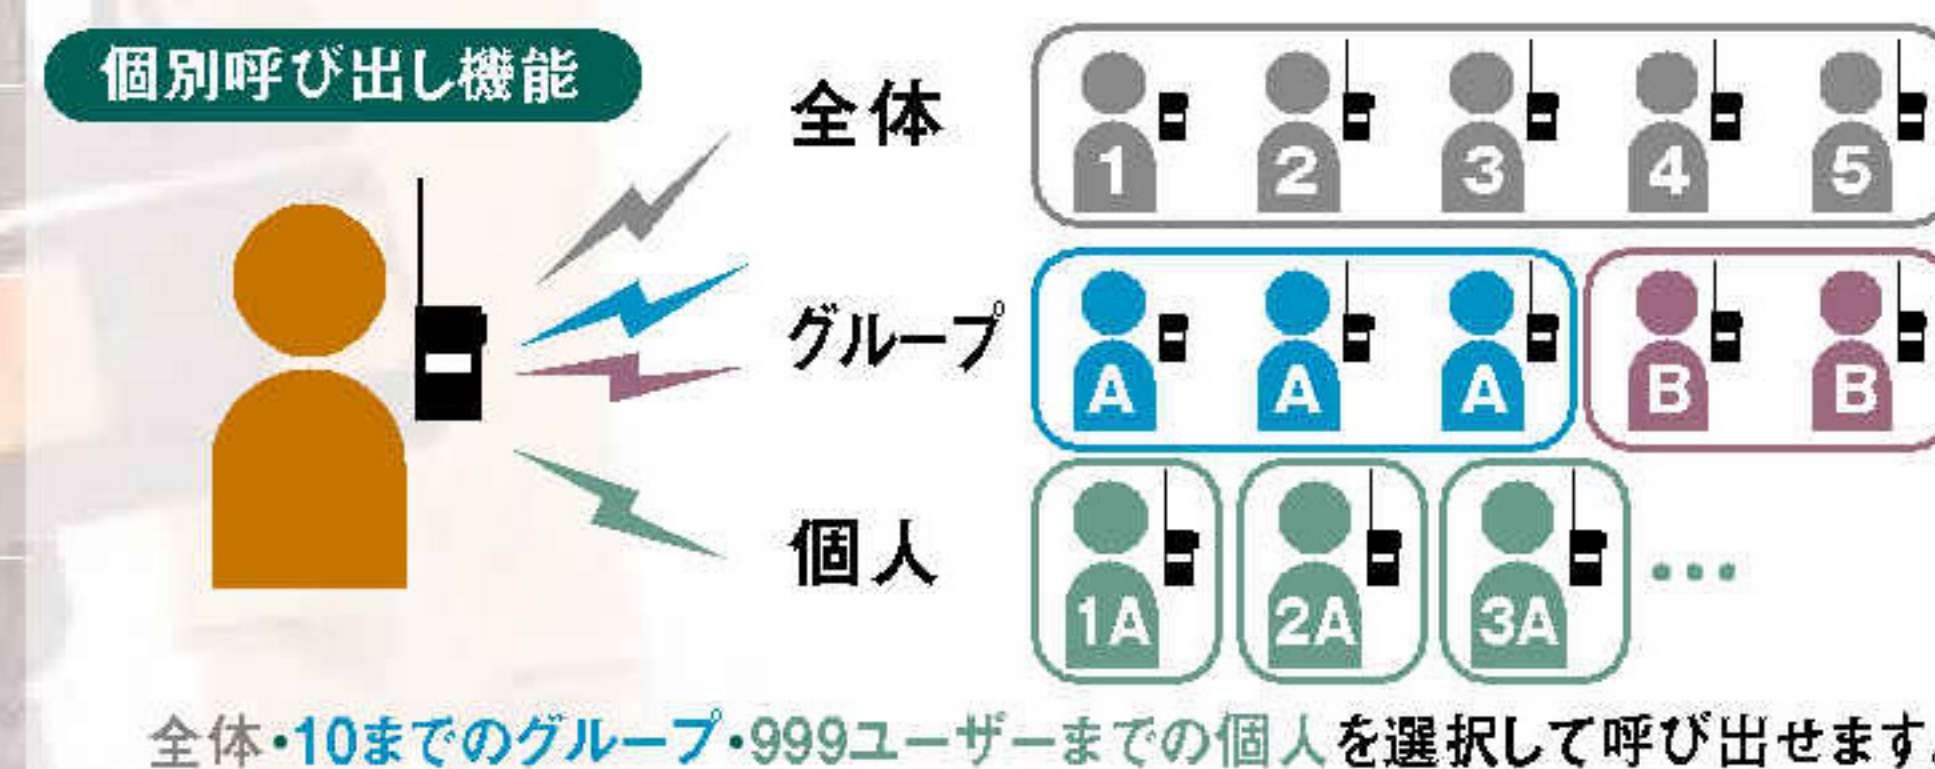 個別呼び出し機能
全体
1 2 3 4 5
グループ
A A A B B
個人
1A 2A 3A …
全体・10までのグループ・999ユーザーまでの個人を選択して呼び出せます。